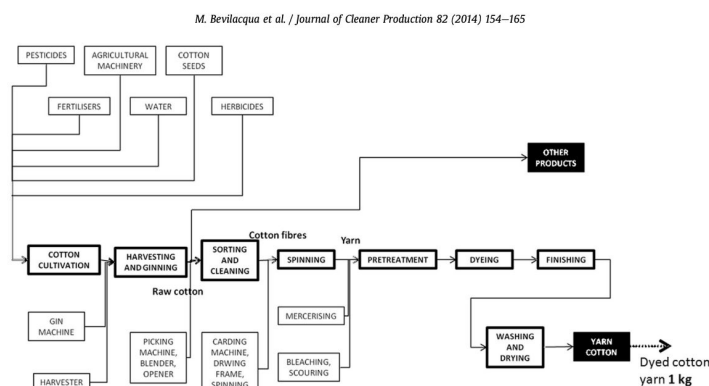 M. Bevilacqua et al. / Journal of Cleaner Production 82 (2014) 154–165
PESTICIDES
AGRICULTURAL
MACHINERY
COTTON
SEEDS
FERTILISERS
WATER
HERBICIDES
OTHER
PRODUCTS
COTTON
CULTIVATION
HARVESTING
AND GINNING
Raw cotton
SORTING
AND
CLEANING
Cotton fibres
SPINNING
Yarn
PRETREATMENT
DYEING
FINISHING
GIN
MACHINE
HARVESTER
PICKING
MACHINE,
BLENDER,
OPENER
CARDING
MACHINE,
DRWING
FRAME,
SPINNING
MERCERISING
BLEACHING,
SCOURING
WASHING
AND
DRYING
YARN
COTTON
Dyed cotton
yarn 1 kg